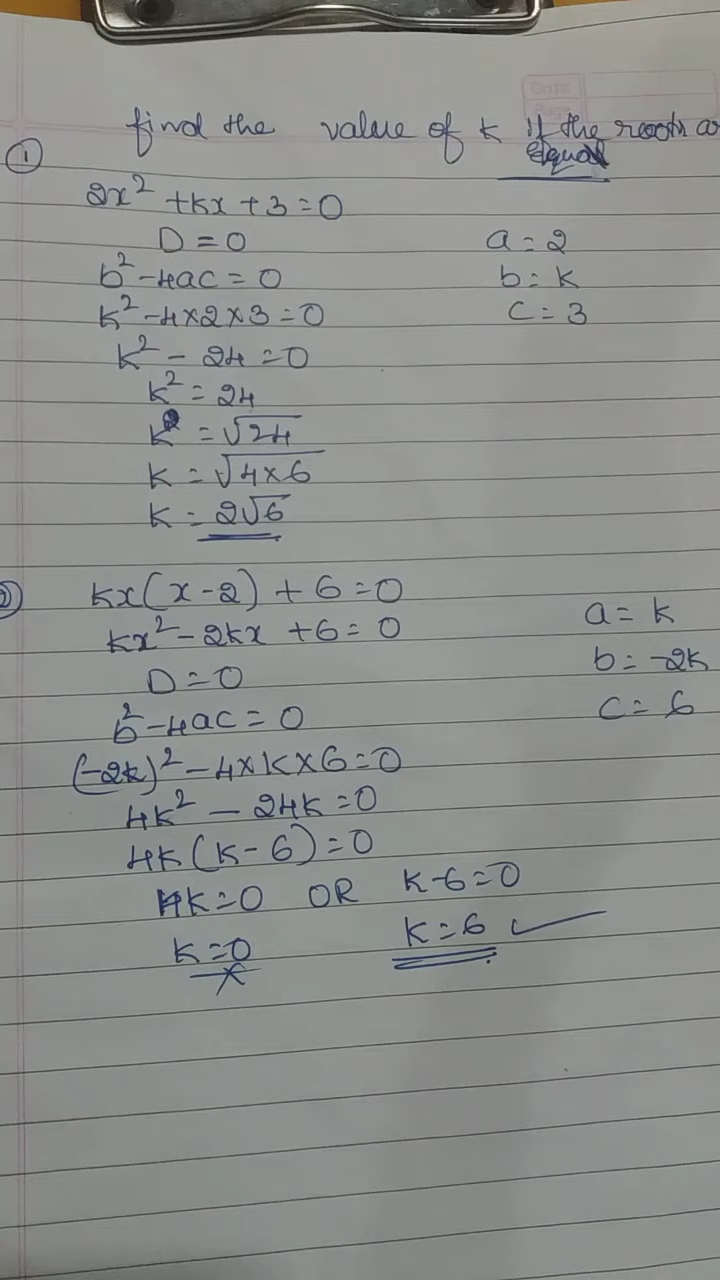 find the value of k if the roots
equal
①
2x² + kx + 3 = 0
D = 0
a = 2
b² - 4ac = 0
b = k
k² - 4 × 2 × 3 = 0
c = 3
k² - 24 = 0
k² = 24
k = √24
k = √4×6
k = 2√6
kx(x - 2) + 6 = 0
a = k
kx² - 2kx + 6 = 0
b = -2k
D = 0
c = 6
b² - 4ac = 0
(-2k)² - 4 × k × 6 = 0
4k² - 24k = 0
4k(k - 6) = 0
4k = 0 OR k - 6 = 0
k = 0 k = 6 ✓
×